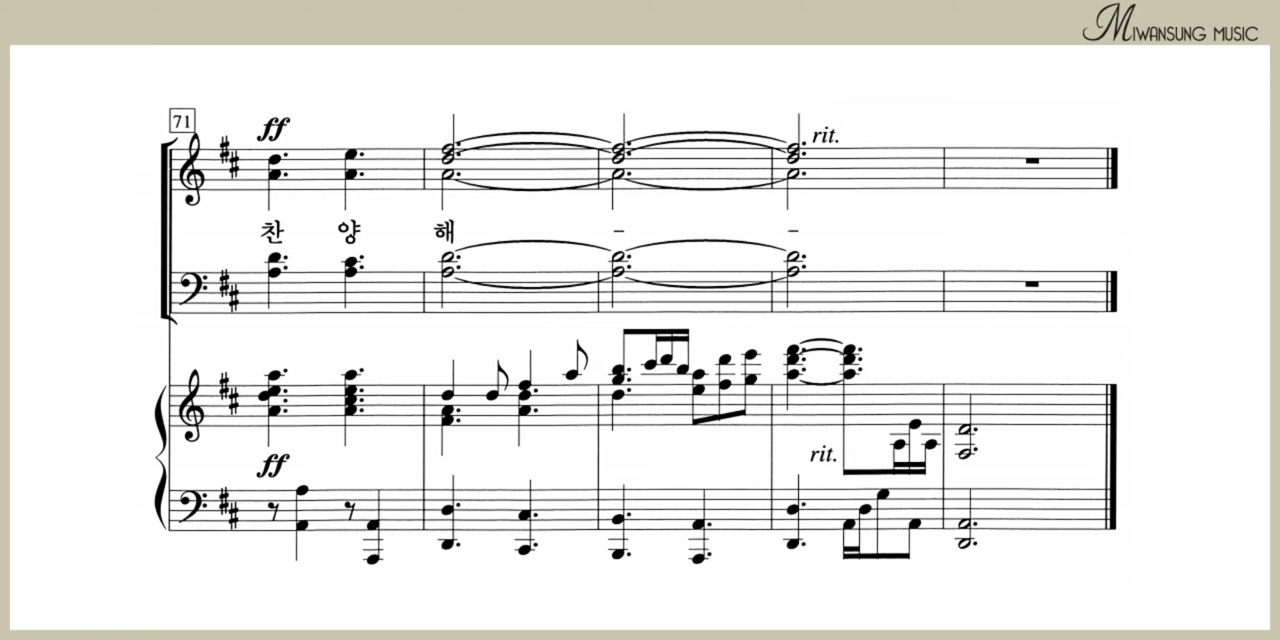 MIWANSUNG MUSIC
71
ff
rit.
찬 양 해 – –
ff
rit.